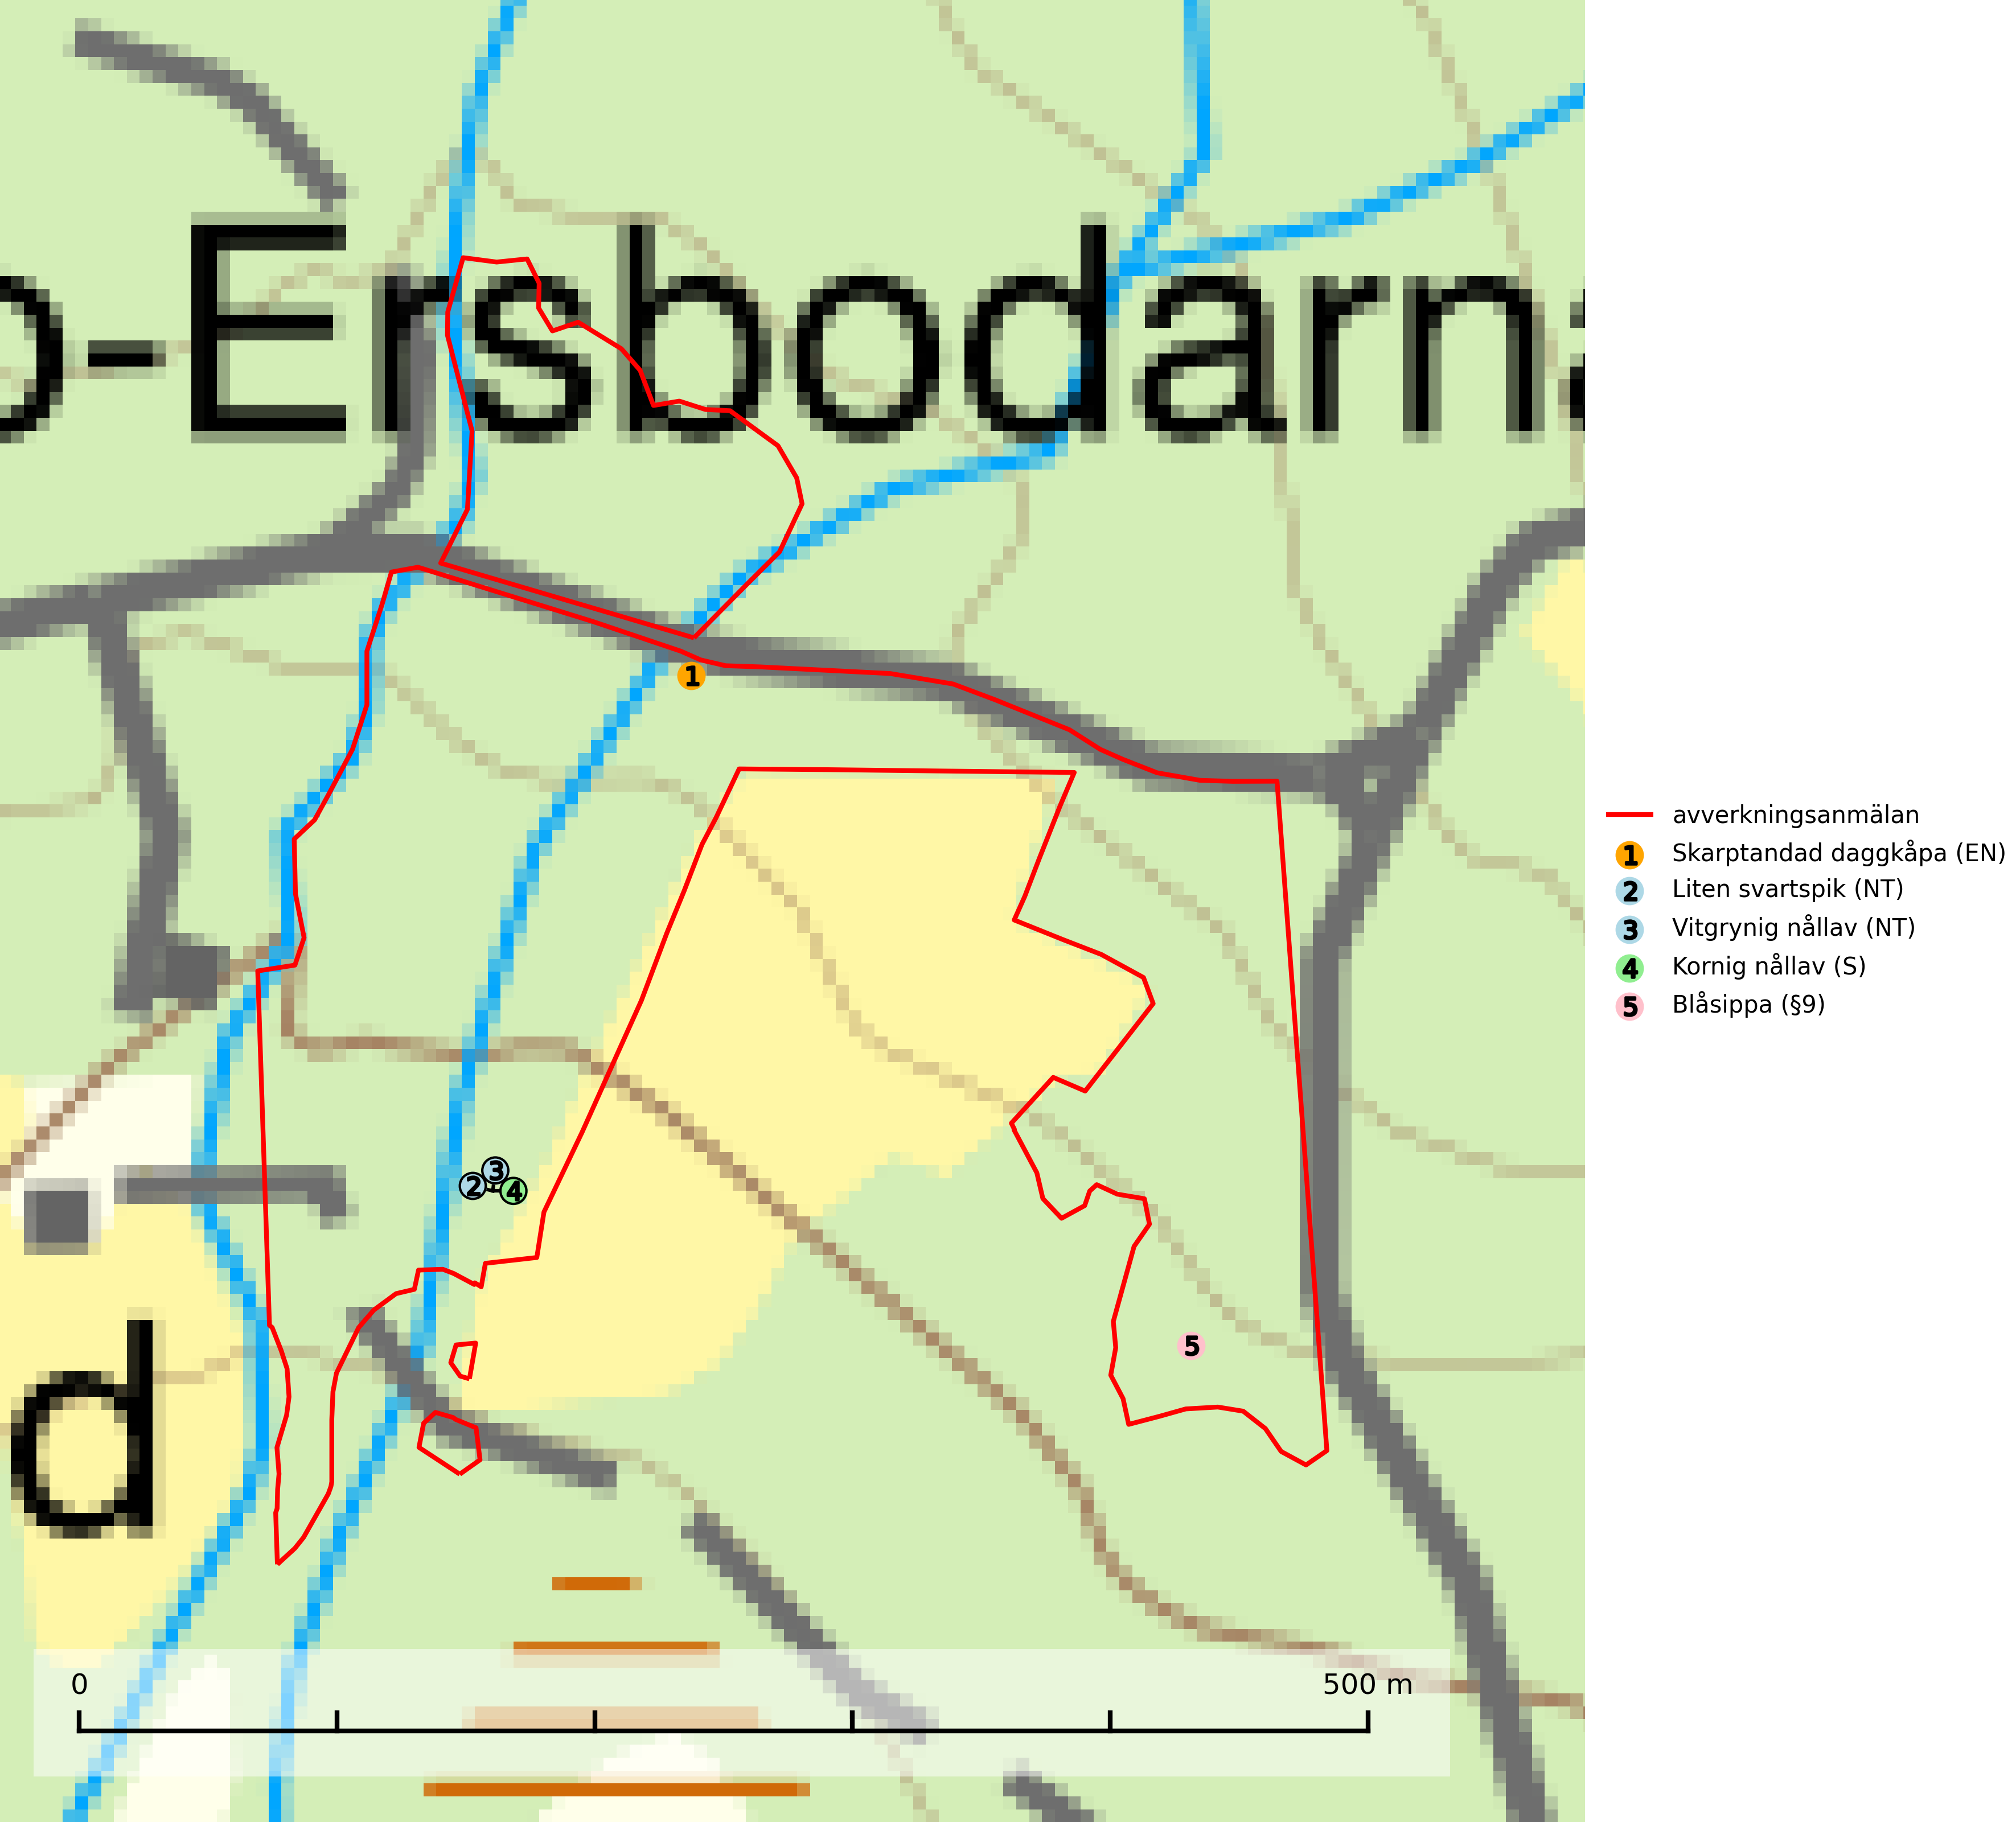 o-Ersbodarna
1
2
3
4
5
d
0 500 m
avverkningsanmälan
1 Skarptandad daggkåpa (EN)
2 Liten svartspik (NT)
3 Vitgrynig nållav (NT)
4 Kornig nållav (S)
5 Blåsippa (§9)